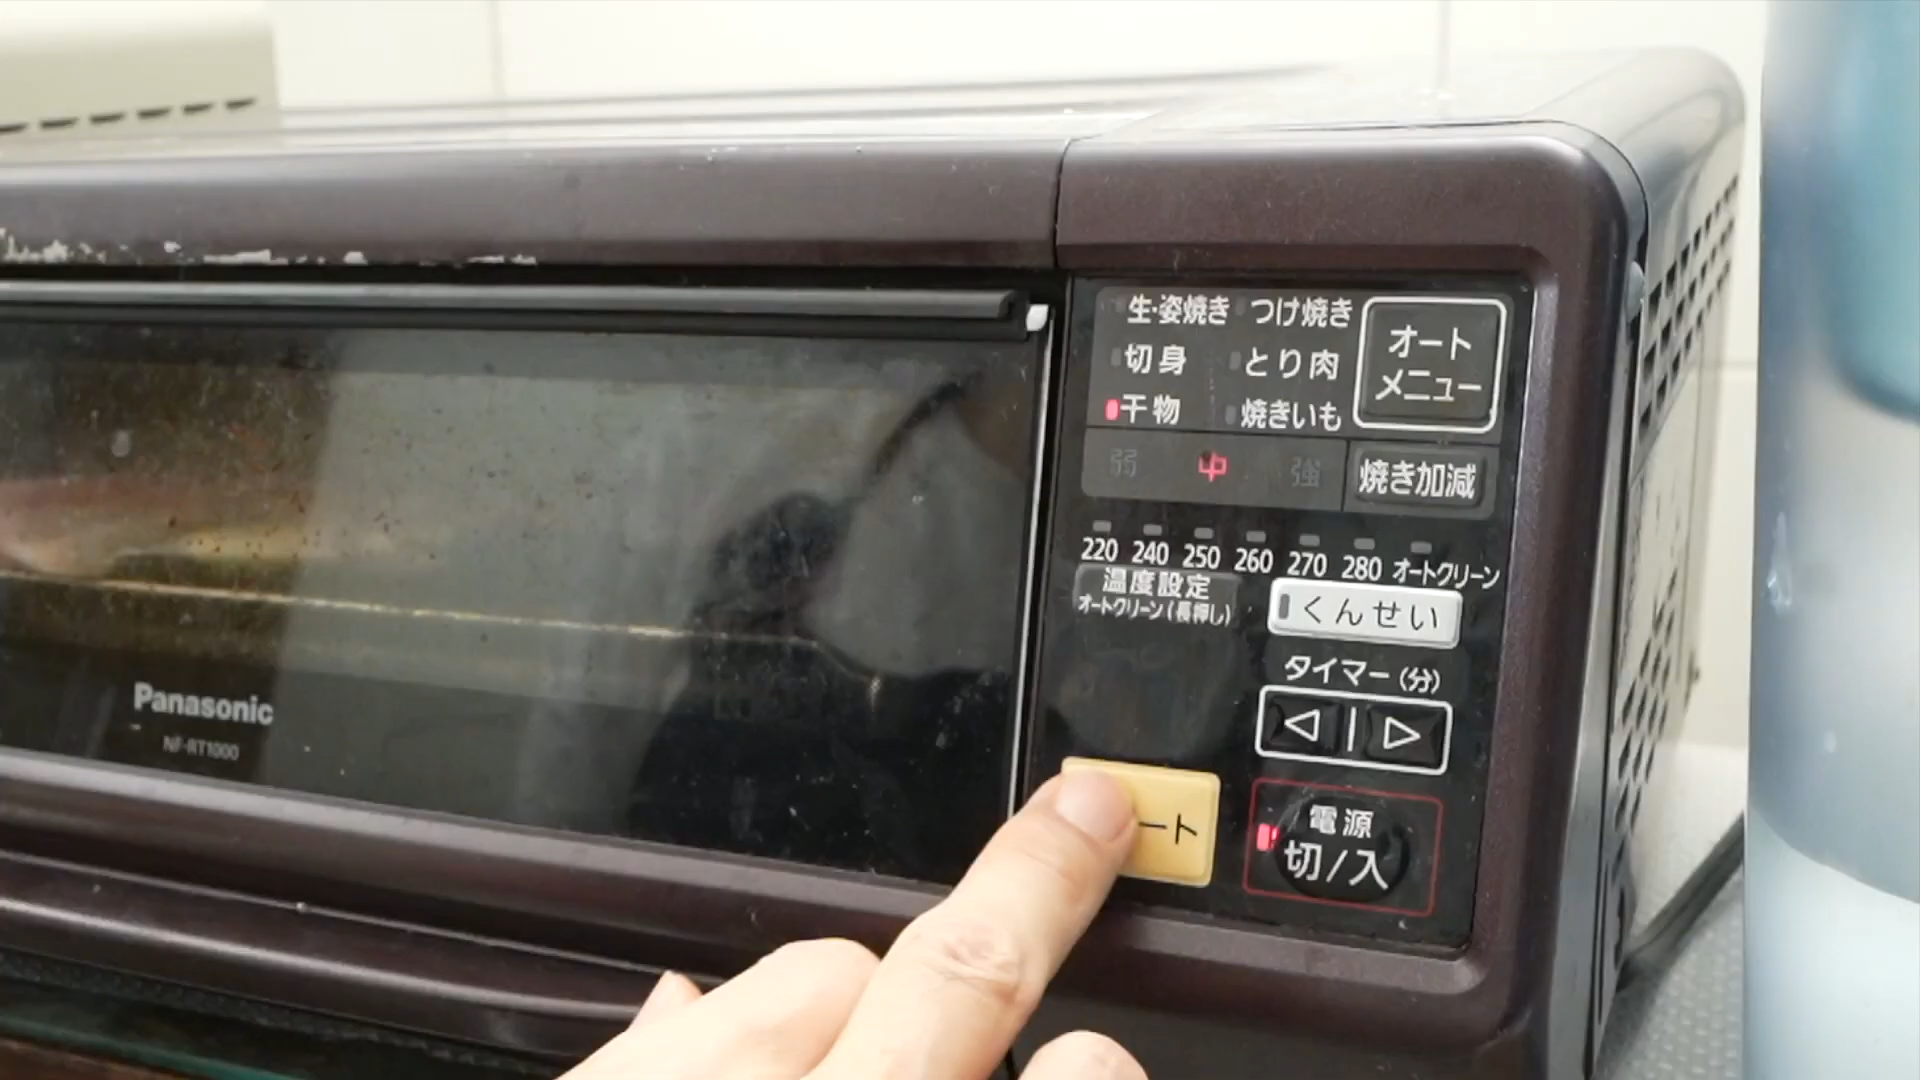 生・姿焼き つけ焼き
オート
メニュー
切身 とり肉
干物 焼きいも
弱 中 強 焼き加減
220 240 250 260 270 280 オートクリーン
温度設定
オートクリーン(長押し)
くんせい
タイマー(分)
ート
電源
切/入
Panasonic
NF-RT1000